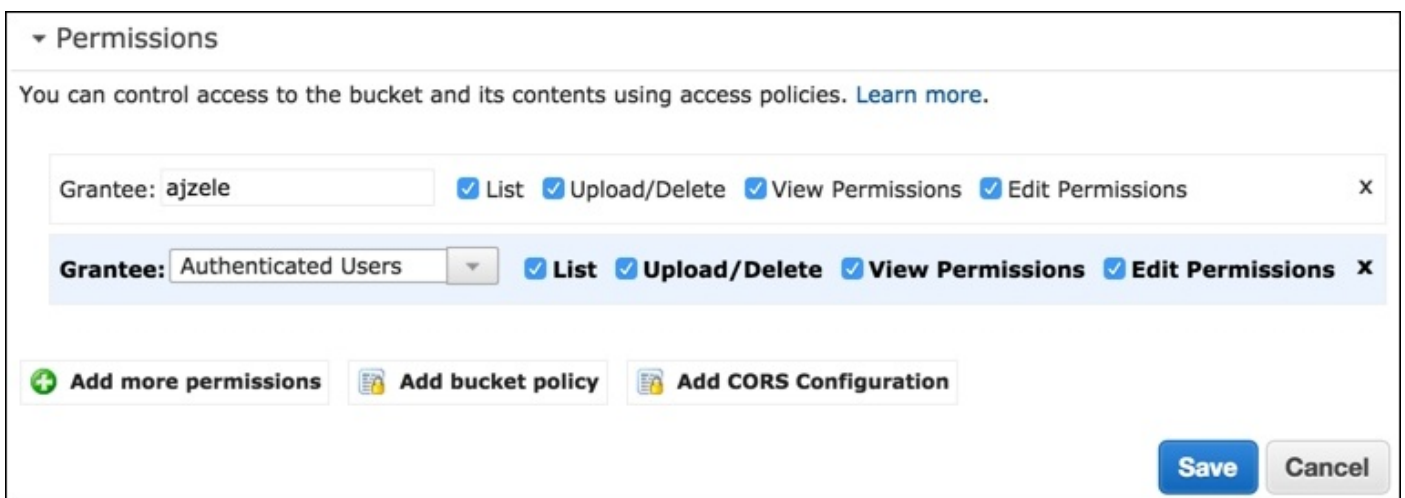 Permissions
You can control access to the bucket and its contents using access policies. Learn more.
Grantee: ajzele List Upload/Delete View Permissions Edit Permissions x
Grantee: Authenticated Users List Upload/Delete View Permissions Edit Permissions x
Add more permissions Add bucket policy Add CORS Configuration
Save Cancel